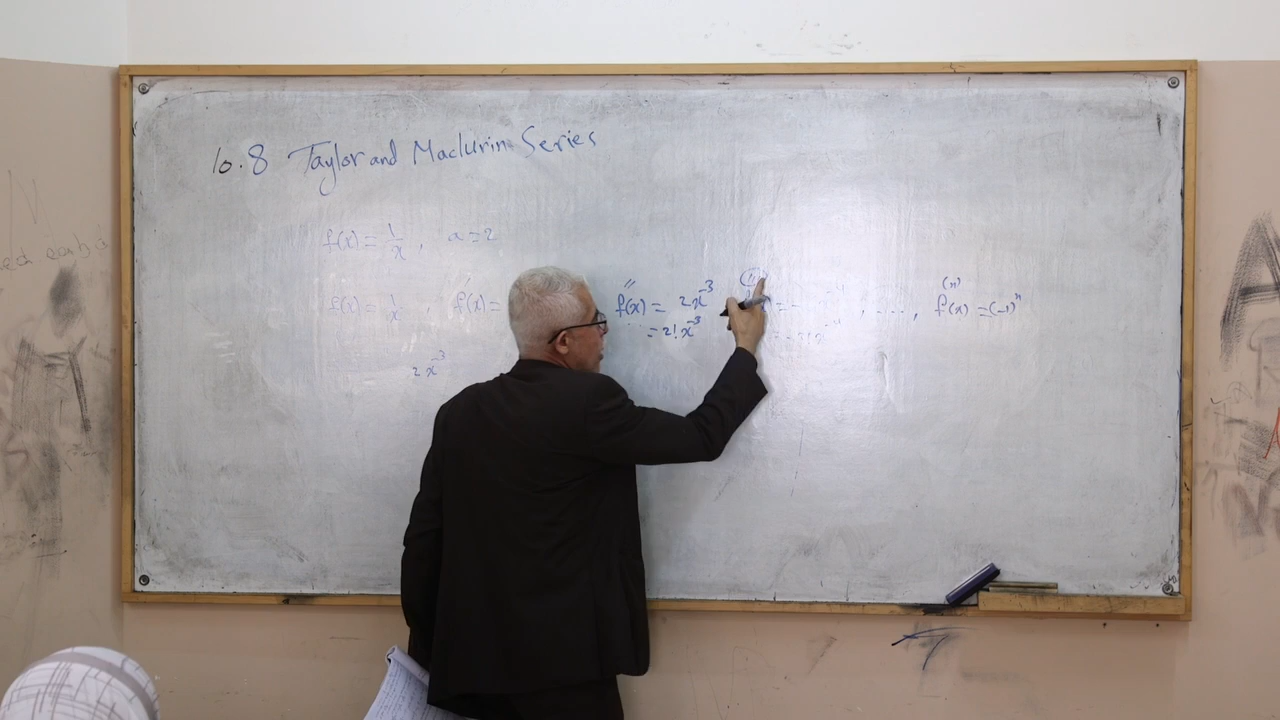 10.8 Taylor and Maclurin Series
f(x) = 1/x , a = 2
f(x) = 1/x , f'(x) = f''(x) = 2x^-3 , ...., f^(n)(x) = (-1)^n
= 2! x^-3
2x^-3